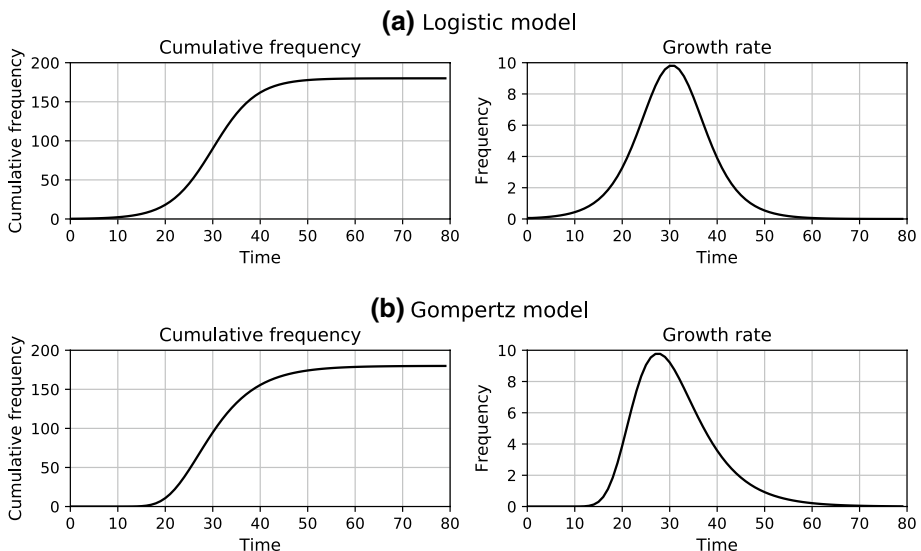 (a) Logistic model
Cumulative frequency
Cumulative frequency
200
150
100
50
0
0 10 20 30 40 50 60 70 80
Time
Growth rate
Frequency
10
8
6
4
2
0
0 10 20 30 40 50 60 70 80
Time
(b) Gompertz model
Cumulative frequency
Cumulative frequency
200
150
100
50
0
0 10 20 30 40 50 60 70 80
Time
Growth rate
Frequency
10
8
6
4
2
0
0 10 20 30 40 50 60 70 80
Time